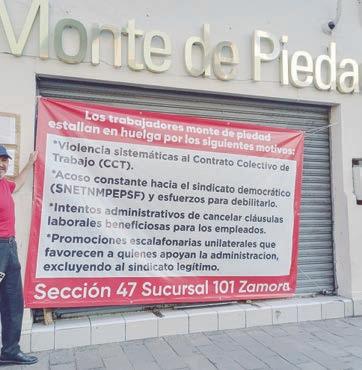 Monte de Piedad
Los trabajadores monte de piedad
estallan en huelga por los siguientes motivos:
*Violencia sistemáticas al Contrato Colectivo de
Trabajo (CCT).
*Acoso constante hacia el sindicato democrático
(SNETNMPEPSF) y esfuerzos para debilitarlo.
*Intentos administrativos de cancelar cláusulas
laborales beneficiosas para los empleados.
*Promociones escalafonarias unilaterales que
favorecen a quienes apoyan la administracion,
excluyendo al sindicato legítimo.
Sección 47 Sucursal 101 Zamora